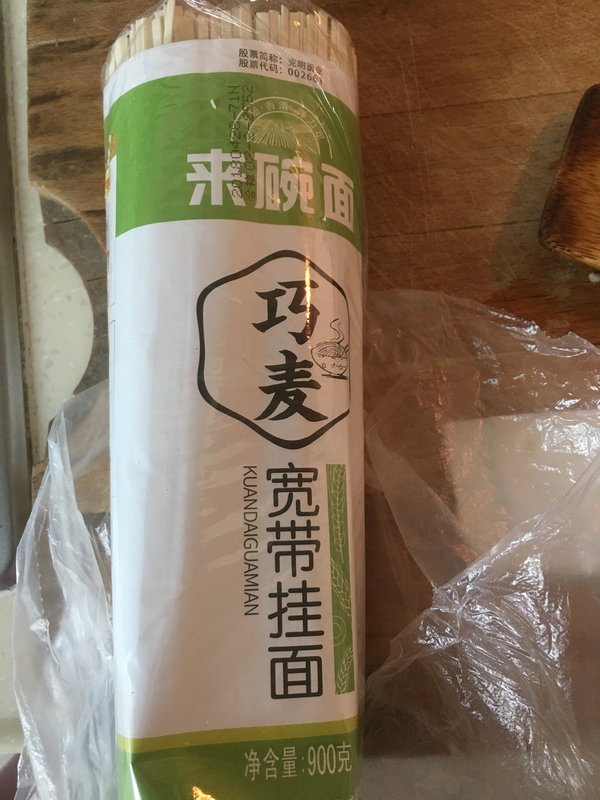 股票简称：克明面业
股票代码：00266
来碗面
巧麦
宽带挂面
KUANDAIGUAMIAN
净含量：900克